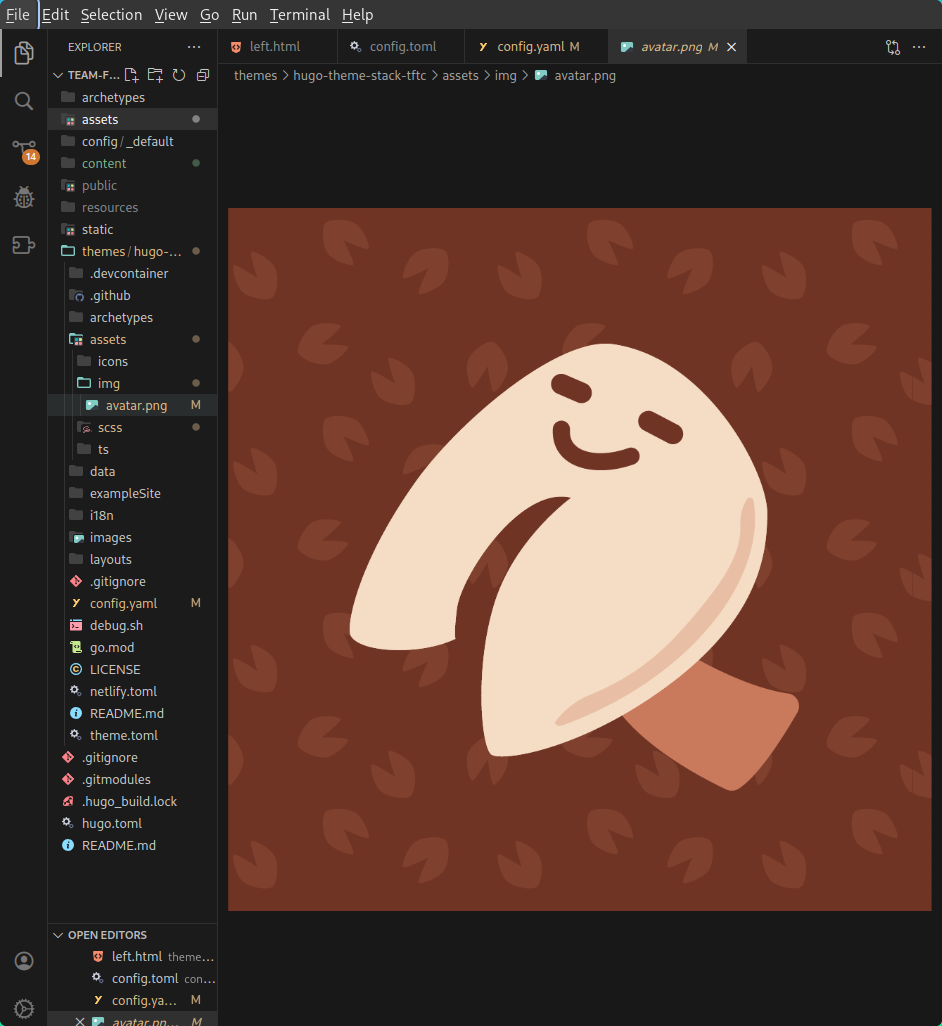 File Edit Selection View Go Run Terminal Help
EXPLORER
left.html config.toml config.yaml M avatar.png M
TEAM-F...
themes > hugo-theme-stack-tftc > assets > img > avatar.png
archetypes
assets
config / _default
14
content
public
resources
static
themes / hugo-...
.devcontainer
.github
archetypes
assets
icons
img
avatar.png M
scss
ts
data
exampleSite
i18n
images
layouts
.gitignore
config.yaml M
debug.sh
go.mod
LICENSE
netlify.toml
README.md
theme.toml
.gitignore
.gitmodules
.hugo_build.lock
hugo.toml
README.md
OPEN EDITORS
left.html theme...
config.toml con...
config.ya... M
avatar.pn... M